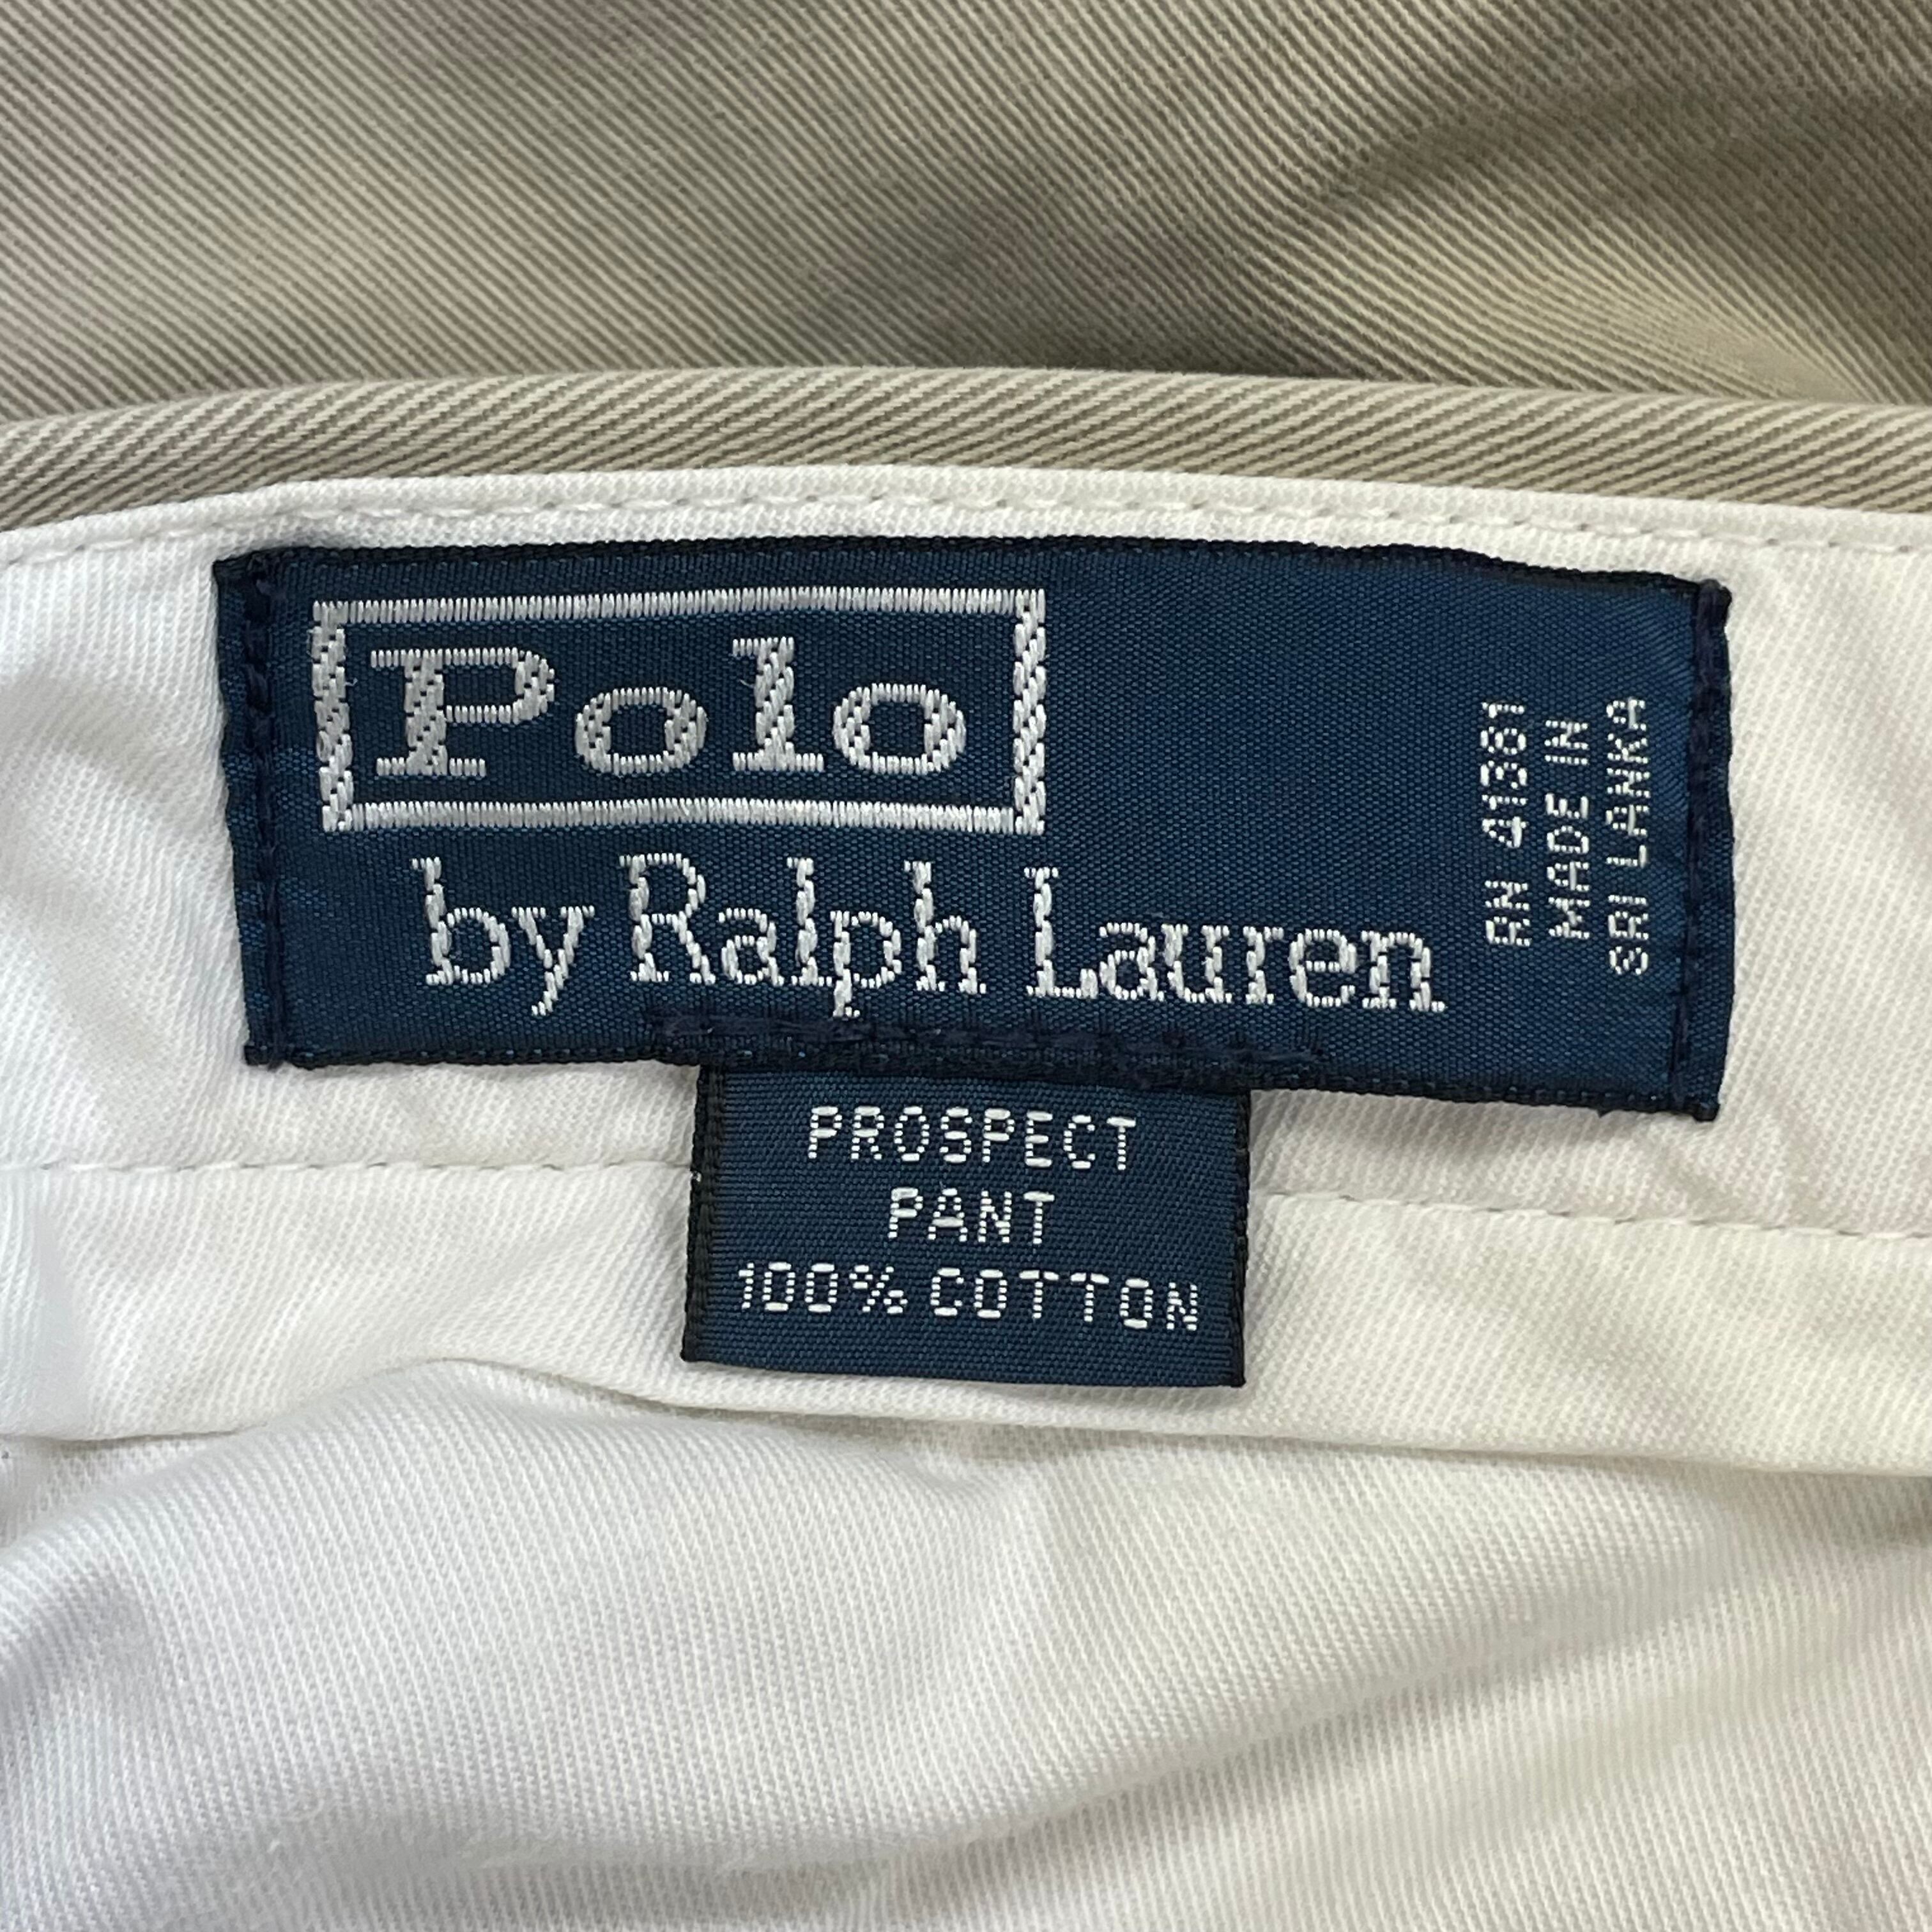 Polo
by Ralph Lauren
RN 41381
MADE IN
SRI LANKA
PROSPECT
PANT
100% COTTON